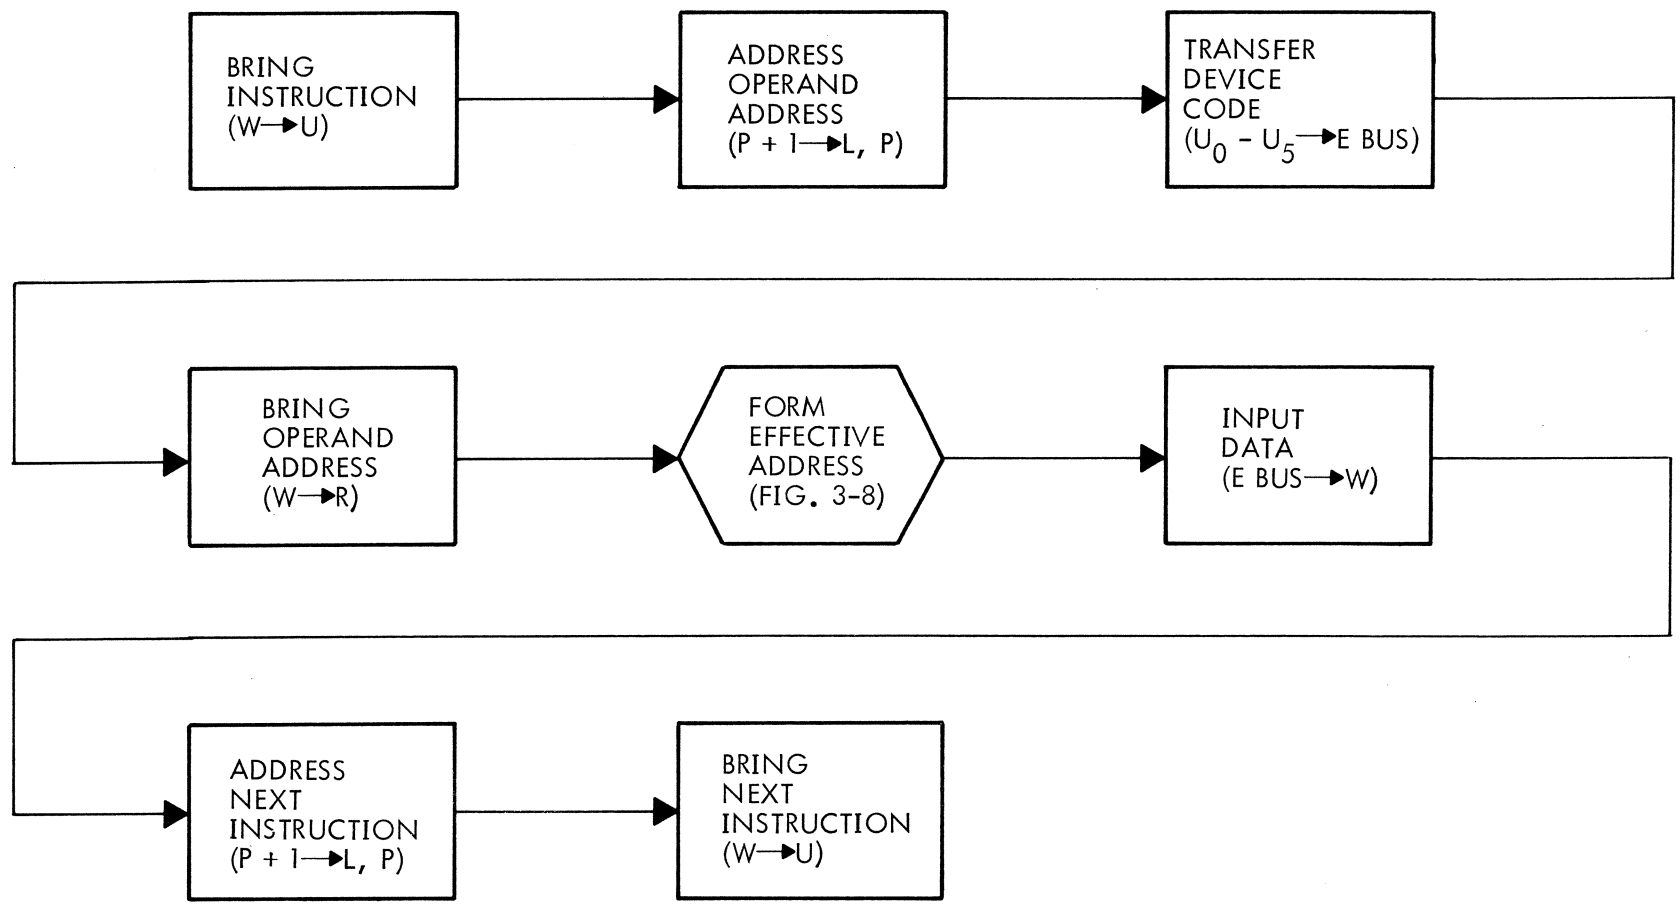 BRING
INSTRUCTION
(W→U)
ADDRESS
OPERAND
ADDRESS
(P + 1→L, P)
TRANSFER
DEVICE
CODE
(U0 - U5→E BUS)
BRING
OPERAND
ADDRESS
(W→R)
FORM
EFFECTIVE
ADDRESS
(FIG. 3-8)
INPUT
DATA
(E BUS→W)
ADDRESS
NEXT
INSTRUCTION
(P + 1→L, P)
BRING
NEXT
INSTRUCTION
(W→U)